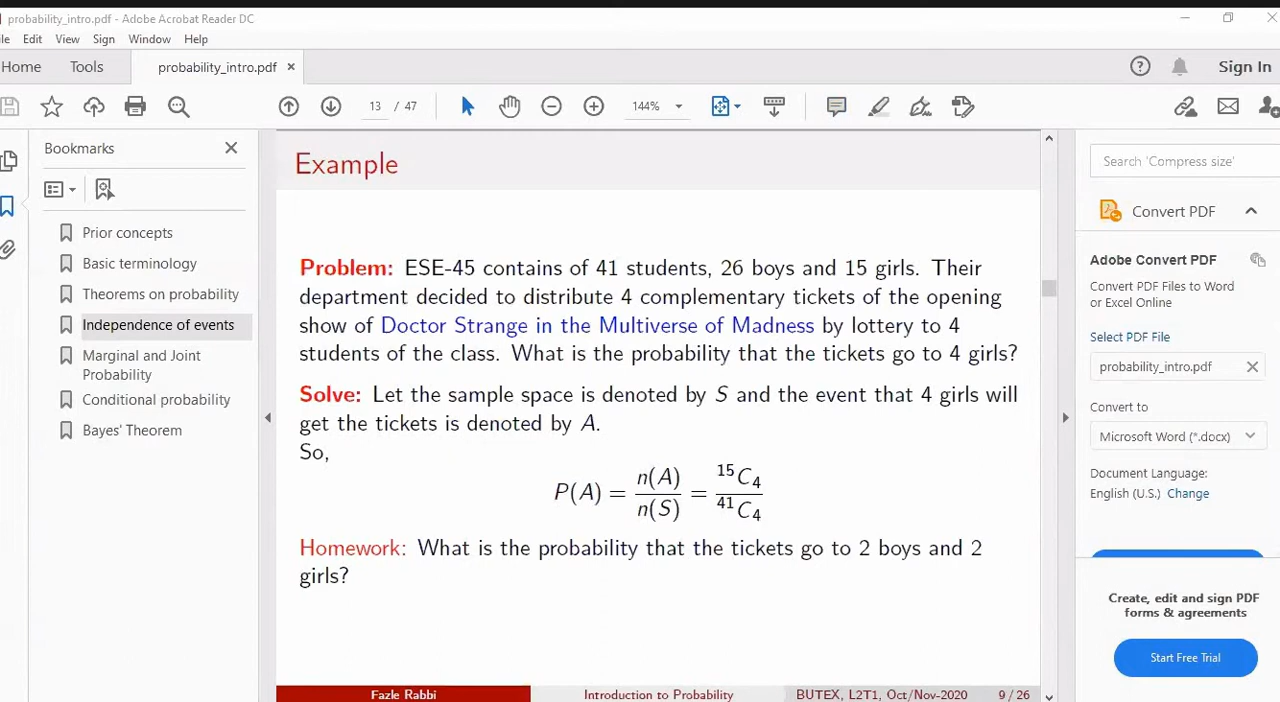 probability_intro.pdf - Adobe Acrobat Reader DC
ile Edit View Sign Window Help
Home Tools probability_intro.pdf × Sign In
13 / 47 144%
Bookmarks
Prior concepts
Basic terminology
Theorems on probability
Independence of events
Marginal and Joint
Probability
Conditional probability
Bayes' Theorem
Example
Problem: ESE-45 contains of 41 students, 26 boys and 15 girls. Their
department decided to distribute 4 complementary tickets of the opening
show of Doctor Strange in the Multiverse of Madness by lottery to 4
students of the class. What is the probability that the tickets go to 4 girls?
Solve: Let the sample space is denoted by S and the event that 4 girls will
get the tickets is denoted by A.
So,
P(A) = n(A)/n(S) = ¹⁵C₄/⁴¹C₄
Homework: What is the probability that the tickets go to 2 boys and 2
girls?
Fazle Rabbi Introduction to Probability BUTEX, L2T1, Oct/Nov-2020 9 / 26
Search 'Compress size'
Convert PDF
Adobe Convert PDF
Convert PDF Files to Word
or Excel Online
Select PDF File
probability_intro.pdf
Convert to
Microsoft Word (*.docx)
Document Language:
English (U.S.) Change
Create, edit and sign PDF
forms & agreements
Start Free Trial